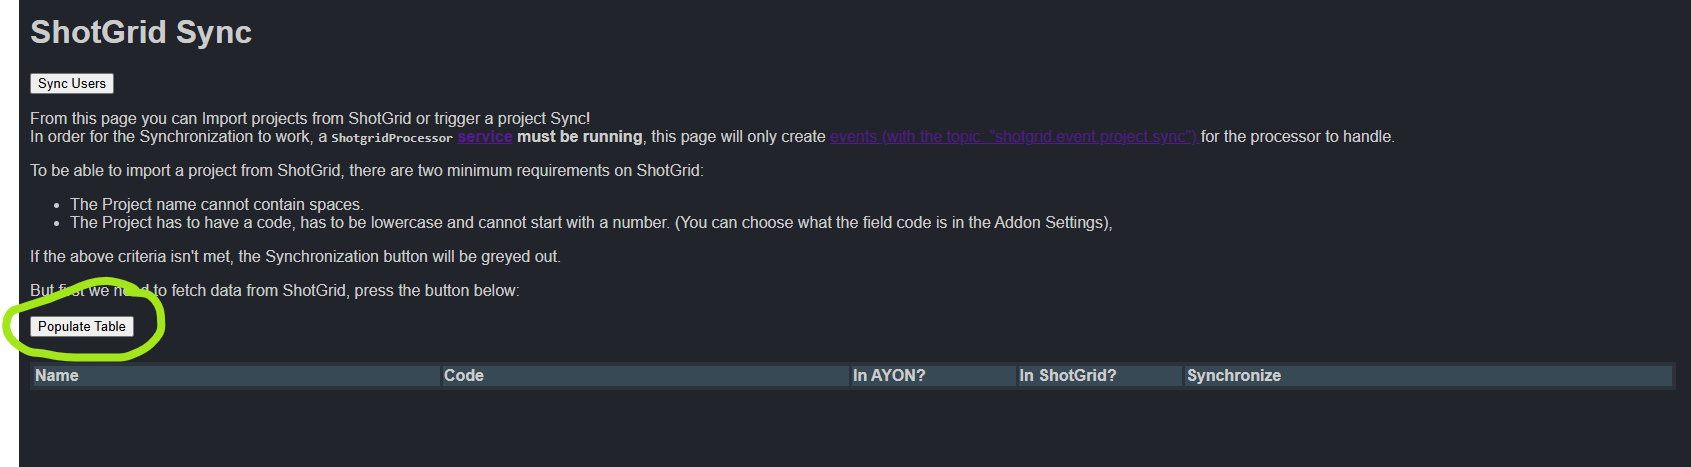 ShotGrid Sync
Sync Users
From this page you can Import projects from ShotGrid or trigger a project Sync!
In order for the Synchronization to work, a ShotgridProcessor service must be running, this page will only create events (with the topic: "shotgrid event project sync") for the processor to handle.
To be able to import a project from ShotGrid, there are two minimum requirements on ShotGrid:
• The Project name cannot contain spaces.
• The Project has to have a code, has to be lowercase and cannot start with a number. (You can choose what the field code is in the Addon Settings),
If the above criteria isn't met, the Synchronization button will be greyed out.
But first we need to fetch data from ShotGrid, press the button below:
Populate Table
Name Code In AYON? In ShotGrid? Synchronize